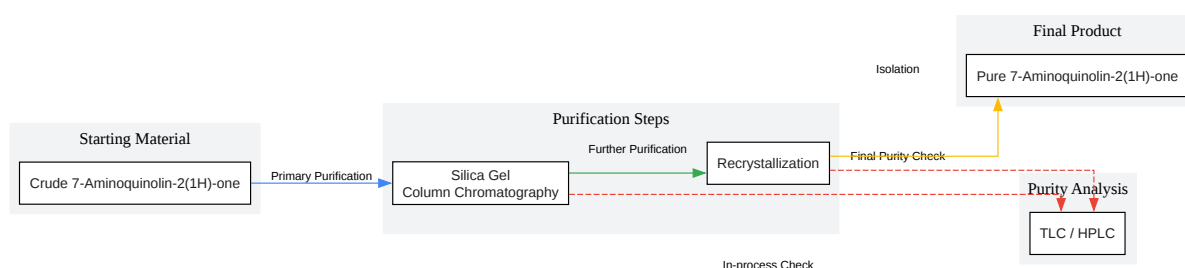 Final Product
Isolation
Pure 7-Aminoquinolin-2(1H)-one
Purification Steps
Starting Material
Further Purification
Recrystallization
Final Purity Check
Crude 7-Aminoquinolin-2(1H)-one
Primary Purification
Silica Gel
Column Chromatography
Purity Analysis
TLC / HPLC
In-process Check